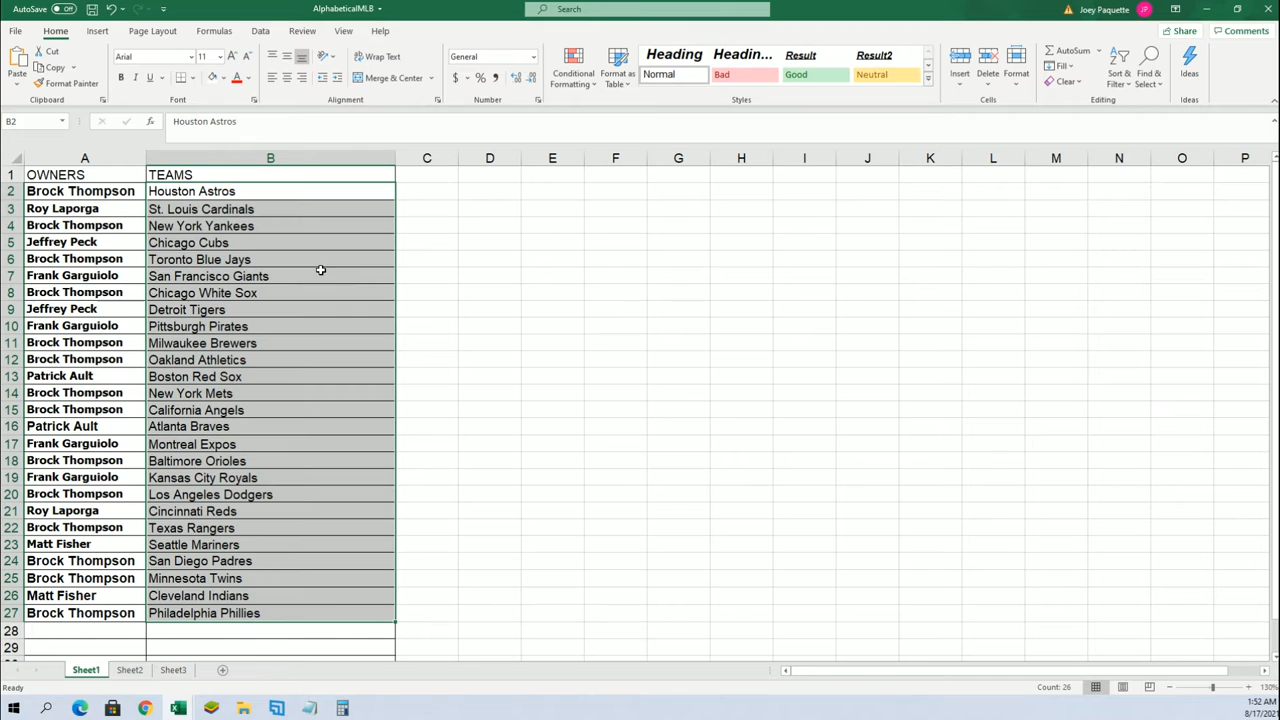 AutoSave Off AlphabeticalMLB Search Joey Paquette JP
File Home Insert Page Layout Formulas Data Review View Help Share Comments
Paste Cut Copy Format Painter Clipboard
Arial 11 A A B I U A Font
Wrap Text Merge & Center Alignment
General $ % Number
Conditional Formatting Format as Table
Heading Headin... Result Result2
Normal Bad Good Neutral
Styles
Insert Delete Format Cells
AutoSum Fill Clear Sort & Filter Find & Select Editing
Ideas Ideas
B2 fx Houston Astros
A B C D E F G H I J K L M N O P
1 OWNERS TEAMS
2 Brock Thompson Houston Astros
3 Roy Laporga St. Louis Cardinals
4 Brock Thompson New York Yankees
5 Jeffrey Peck Chicago Cubs
6 Brock Thompson Toronto Blue Jays
7 Frank Garguiolo San Francisco Giants
8 Brock Thompson Chicago White Sox
9 Jeffrey Peck Detroit Tigers
10 Frank Garguiolo Pittsburgh Pirates
11 Brock Thompson Milwaukee Brewers
12 Brock Thompson Oakland Athletics
13 Patrick Ault Boston Red Sox
14 Brock Thompson New York Mets
15 Brock Thompson California Angels
16 Patrick Ault Atlanta Braves
17 Frank Garguiolo Montreal Expos
18 Brock Thompson Baltimore Orioles
19 Frank Garguiolo Kansas City Royals
20 Brock Thompson Los Angeles Dodgers
21 Roy Laporga Cincinnati Reds
22 Brock Thompson Texas Rangers
23 Matt Fisher Seattle Mariners
24 Brock Thompson San Diego Padres
25 Brock Thompson Minnesota Twins
26 Matt Fisher Cleveland Indians
27 Brock Thompson Philadelphia Phillies
28
29
Sheet1 Sheet2 Sheet3
Ready Count: 26 130%
1:52 AM
8/17/2021